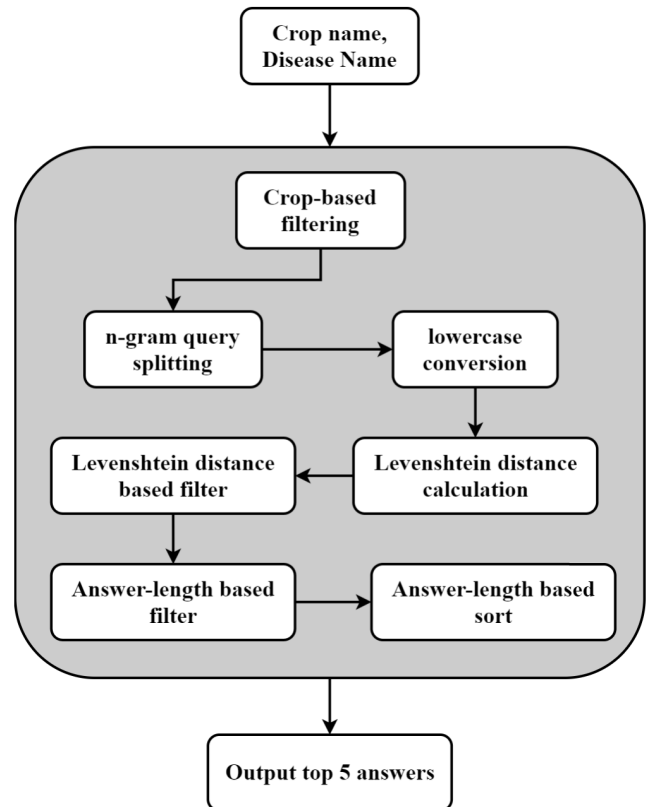 Crop name,
Disease Name
Crop-based
filtering
n-gram query
splitting
lowercase
conversion
Levenshtein distance
calculation
Levenshtein distance
based filter
Answer-length based
filter
Answer-length based
sort
Output top 5 answers